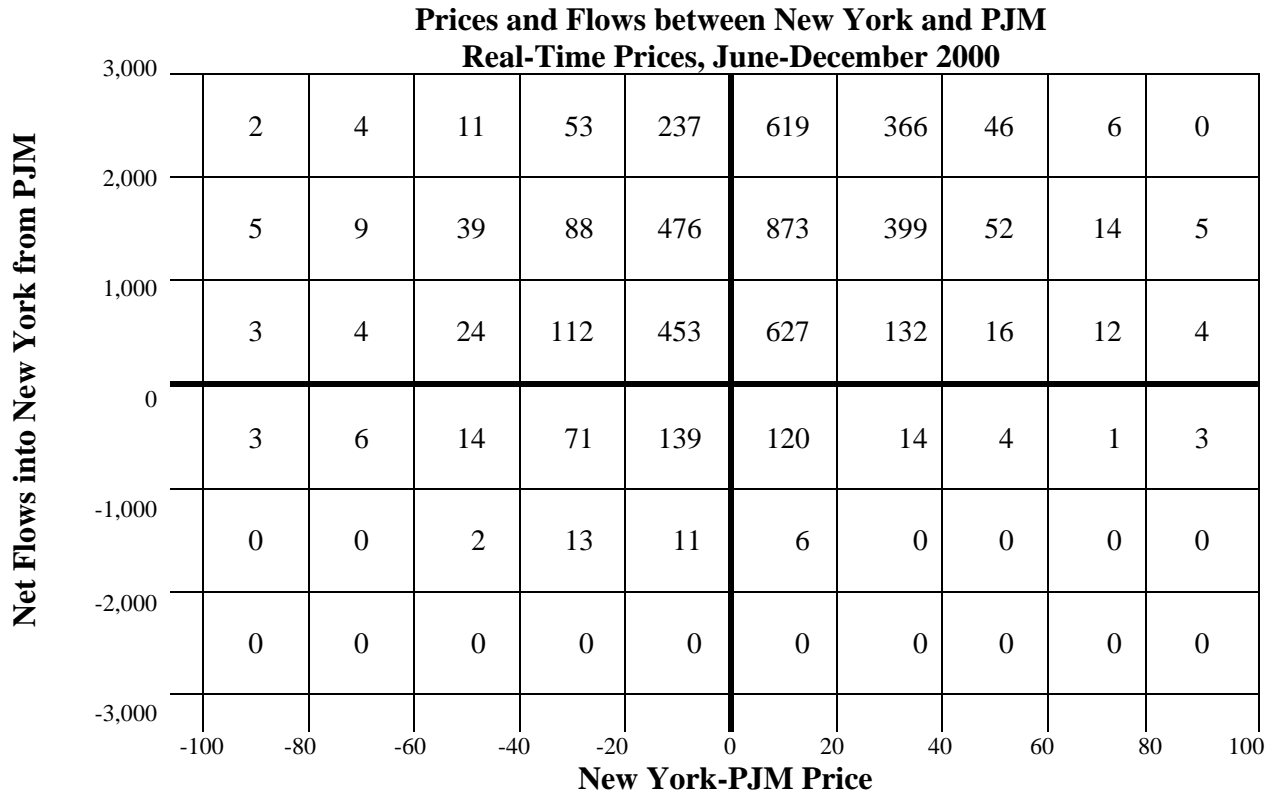 Prices and Flows between New York and PJM
Real-Time Prices, June-December 2000
Net Flows into New York from PJM
3,000
2 4 11 53 237 619 366 46 6 0
2,000
5 9 39 88 476 873 399 52 14 5
1,000
3 4 24 112 453 627 132 16 12 4
0
3 6 14 71 139 120 14 4 1 3
-1,000
0 0 2 13 11 6 0 0 0 0
-2,000
0 0 0 0 0 0 0 0 0 0
-3,000
-100 -80 -60 -40 -20 0 20 40 60 80 100
New York-PJM Price